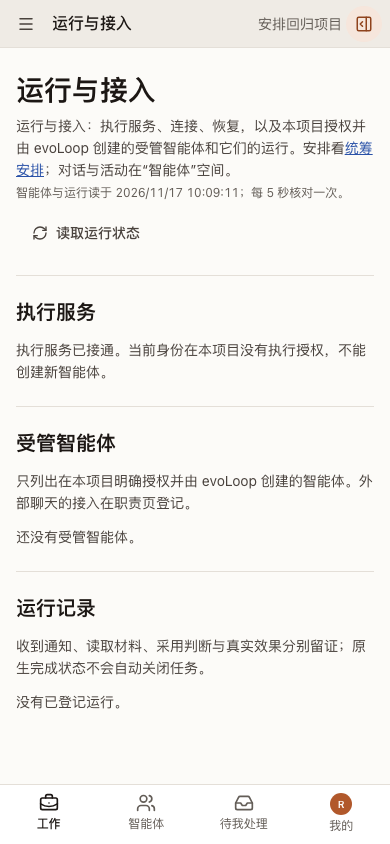 运行与接入
安排回归项目
运行与接入
运行与接入：执行服务、连接、恢复，以及本项目授权并
由 evoLoop 创建的受管智能体和它们的运行。安排看统筹
安排；对话与活动在“智能体”空间。
智能体与运行读于 2026/11/17 10:09:11；每 5 秒核对一次。
读取运行状态
执行服务
执行服务已接通。当前身份在本项目没有执行授权，不能
创建新智能体。
受管智能体
只列出在本项目明确授权并由 evoLoop 创建的智能体。外
部聊天的接入在职责页登记。
还没有受管智能体。
运行记录
收到通知、读取材料、采用判断与真实效果分别留证；原
生完成状态不会自动关闭任务。
没有已登记运行。
工作
智能体
待我处理
R
我的